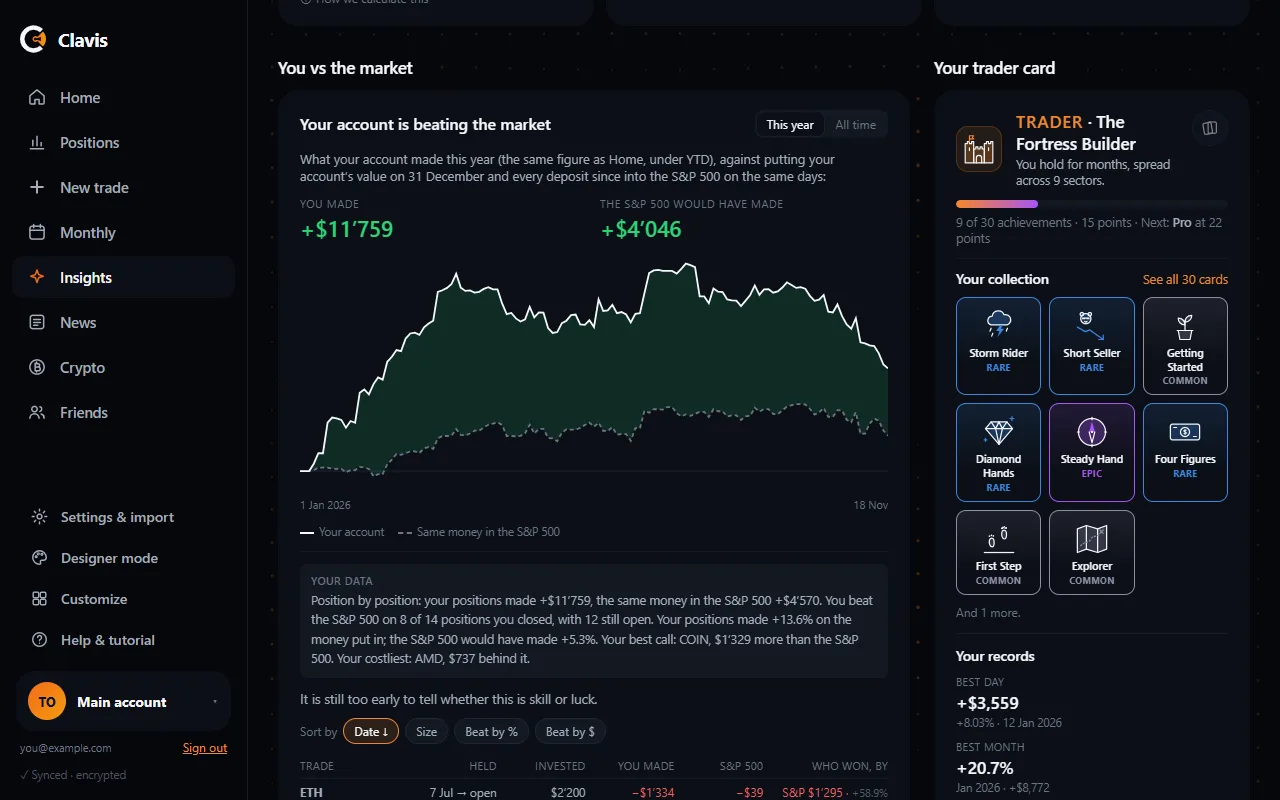 Clavis
Home
Positions
New trade
Monthly
Insights
News
Crypto
Friends
Settings & import
Designer mode
Customize
Help & tutorial
TO
Main account
you@example.com
Sign out
✓ Synced · encrypted
How we calculate this
You vs the market
Your account is beating the market
This year
All time
What your account made this year (the same figure as Home, under YTD), against putting your
account's value on 31 December and every deposit since into the S&P 500 on the same days:
YOU MADE
THE S&P 500 WOULD HAVE MADE
+$11’759
+$4’046
1 Jan 2026
18 Nov
Your account
Same money in the S&P 500
YOUR DATA
Position by position: your positions made +$11’759, the same money in the S&P 500 +$4’570. You beat
the S&P 500 on 8 of 14 positions you closed, with 12 still open. Your positions made +13.6% on the
money put in; the S&P 500 would have made +5.3%. Your best call: COIN, $1’329 more than the S&P
500. Your costliest: AMD, $737 behind it.
It is still too early to tell whether this is skill or luck.
Sort by
Date ↓
Size
Beat by %
Beat by $
TRADE HELD INVESTED YOU MADE S&P 500 WHO WON, BY
ETH 7 Jul → open $2’200 −$1’334 −$39 S&P $1’295 · +58.9%
Your trader card
TRADER · The
Fortress Builder
You hold for months, spread
across 9 sectors.
9 of 30 achievements · 15 points · Next: Pro at 22
points
Your collection
See all 30 cards
Storm Rider
RARE
Short Seller
RARE
Getting
Started
COMMON
Diamond
Hands
RARE
Steady Hand
EPIC
Four Figures
RARE
First Step
COMMON
Explorer
COMMON
And 1 more.
Your records
BEST DAY
+$3,559
+8.03% · 12 Jan 2026
BEST MONTH
+20.7%
Jan 2026 · +$8,772